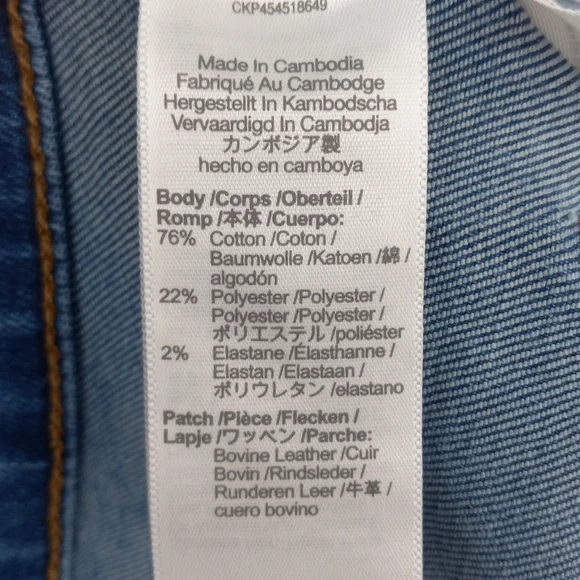 CKP454518649
Made In Cambodia
Fabriqué Au Cambodge
Hergestellt In Kambodscha
Vervaardigd In Cambodja
カンボジア製
hecho en camboya
Body /Corps /Oberteil /
Romp /本体 /Cuerpo:
76% Cotton /Coton /
Baumwolle /Katoen /綿 /
algodón
22% Polyester /Polyester /
Polyester /Polyester /
ポリエステル /poliéster
2% Elastane /Élasthanne /
Elastan /Elastaan /
ポリウレタン /elastano
Patch /Pièce /Flecken /
Lapje /ワッペン /Parche:
Bovine Leather /Cuir
Bovin /Rindsleder /
Runderen Leer /牛革 /
cuero bovino